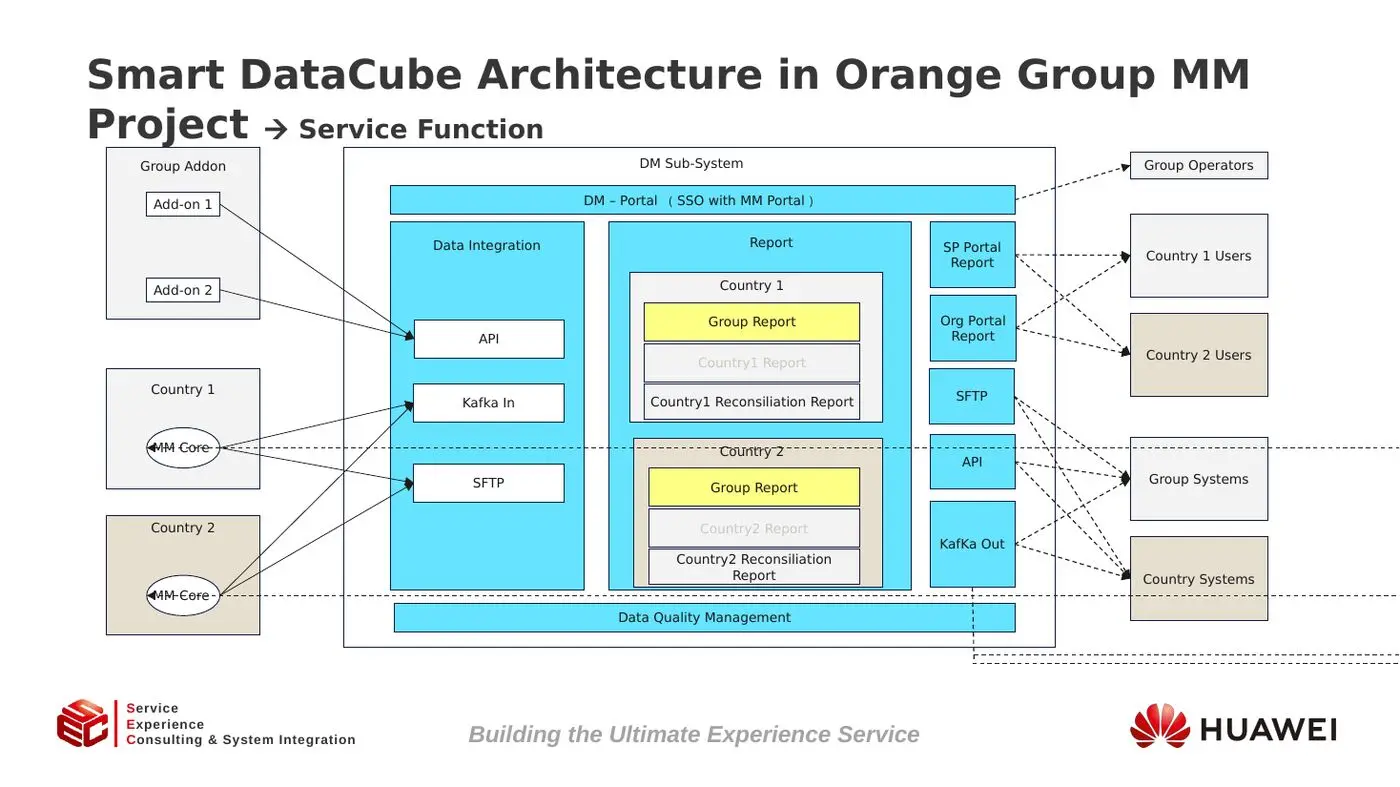 Smart DataCube Architecture in Orange Group MM
Project → Service Function
Group Addon
Add-on 1
Add-on 2
Country 1
MM Core
Country 2
MM Core
DM Sub-System
DM – Portal （ SSO with MM Portal ）
Data Integration
API
Kafka In
SFTP
Report
Country 1
Group Report
Country1 Report
Country1 Reconsiliation Report
Country 2
Group Report
Country2 Report
Country2 Reconsiliation
Report
SP Portal
Report
Org Portal
Report
SFTP
API
KafKa Out
Data Quality Management
Group Operators
Country 1 Users
Country 2 Users
Group Systems
Country Systems
SEC
Service
Experience
Consulting & System Integration
Building the Ultimate Experience Service
HUAWEI